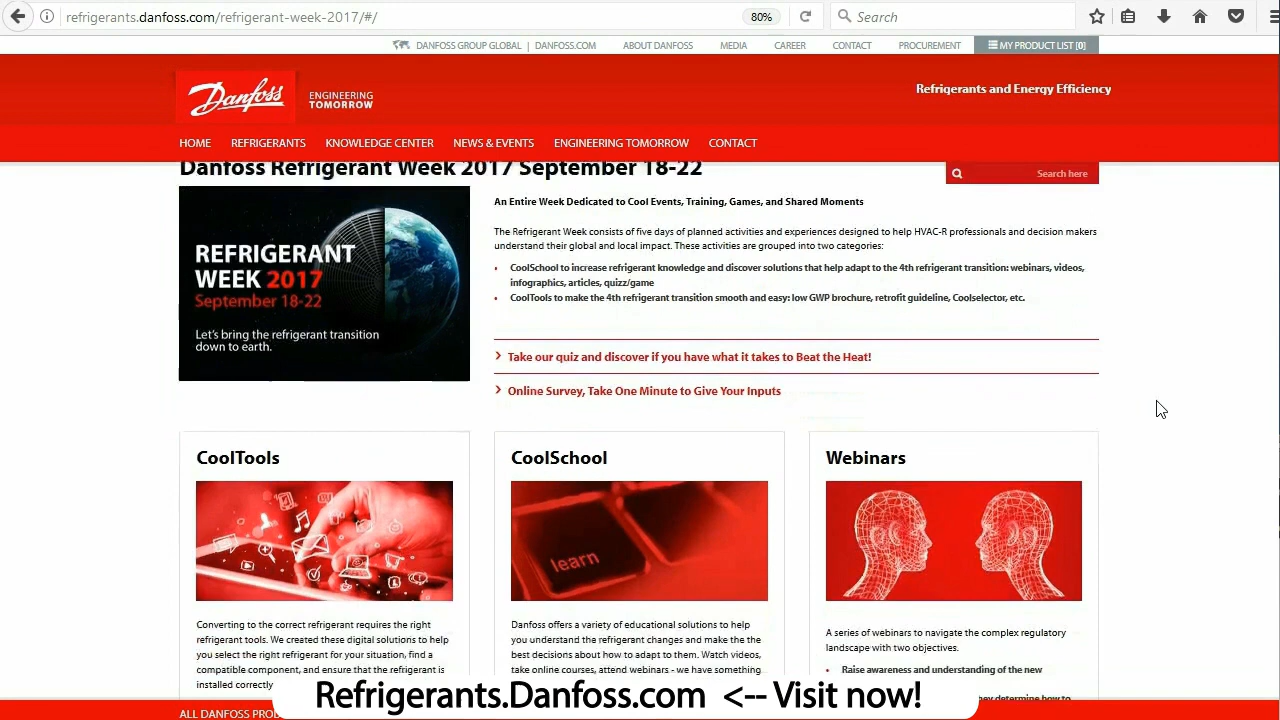 refrigerants.danfoss.com/refrigerant-week-2017/#/
80%
Search
DANFOSS GROUP GLOBAL | DANFOSS.COM
ABOUT DANFOSS
MEDIA
CAREER
CONTACT
PROCUREMENT
MY PRODUCT LIST [0]
Danfoss
ENGINEERING
TOMORROW
Refrigerants and Energy Efficiency
HOME
REFRIGERANTS
KNOWLEDGE CENTER
NEWS & EVENTS
ENGINEERING TOMORROW
CONTACT
Danfoss Refrigerant Week 2017 September 18-22
Search here
REFRIGERANT
WEEK 2017
September 18-22
Let's bring the refrigerant transition
down to earth.
An Entire Week Dedicated to Cool Events, Training, Games, and Shared Moments
The Refrigerant Week consists of five days of planned activities and experiences designed to help HVAC-R professionals and decision makers
understand their global and local impact. These activities are grouped into two categories:
CoolSchool to increase refrigerant knowledge and discover solutions that help adapt to the 4th refrigerant transition: webinars, videos,
infographics, articles, quizz/game
CoolTools to make the 4th refrigerant transition smooth and easy: low GWP brochure, retrofit guideline, Coolselector, etc.
Take our quiz and discover if you have what it takes to Beat the Heat!
Online Survey, Take One Minute to Give Your Inputs
CoolTools
Converting to the correct refrigerant requires the right
refrigerant tools. We created these digital solutions to help
you select the right refrigerant for your situation, find a
compatible component, and ensure that the refrigerant is
installed correctly
CoolSchool
learn
Danfoss offers a variety of educational solutions to help
you understand the refrigerant changes and make the the
best decisions about how to adapt to them. Watch videos,
take online courses, attend webinars - we have something
Webinars
A series of webinars to navigate the complex regulatory
landscape with two objectives.
Raise awareness and understanding of the new
they determine how to
ALL DANFOSS PROD
Refrigerants.Danfoss.com <-- Visit now!